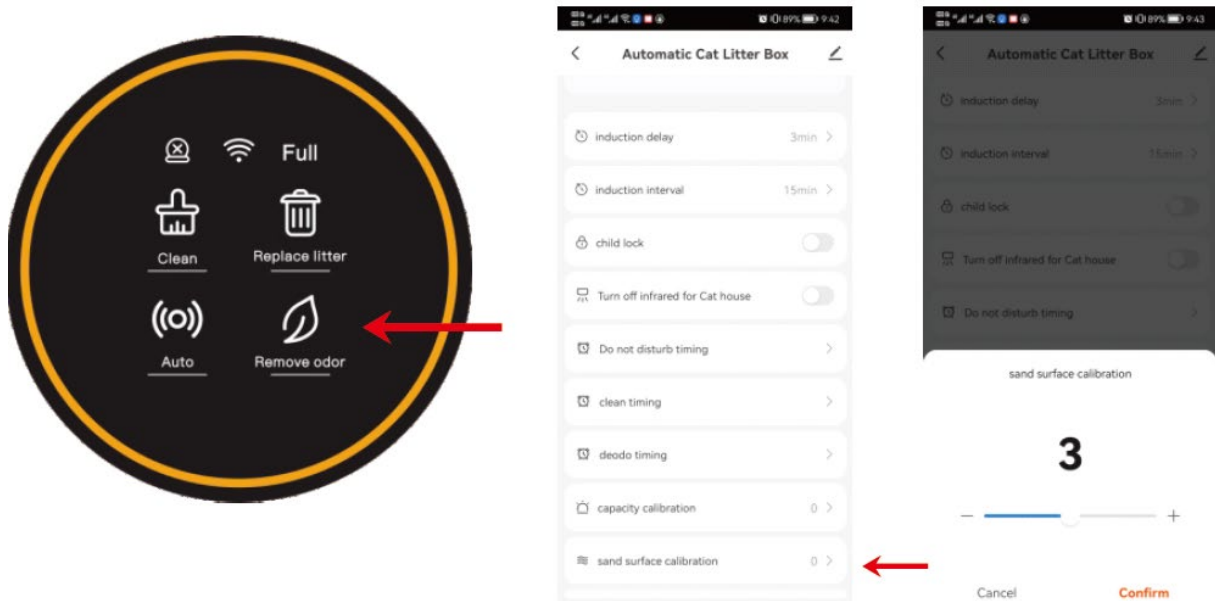 Full
Clean
Replace litter
Auto
Remove odor
89% 9:42
Automatic Cat Litter Box
induction delay 3min
induction interval 15min
child lock
Turn off infrared for Cat house
Do not disturb timing
clean timing
deodo timing
capacity calibration 0
sand surface calibration 0
89% 9:43
Automatic Cat Litter Box
induction delay 3min
induction interval 15min
child lock
Turn off infrared for Cat house
Do not disturb timing
sand surface calibration
3
− +
Cancel Confirm